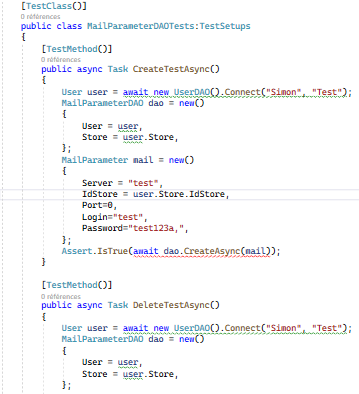 [TestClass()]
0 références
public class MailParameterDAOTests:TestSetups
{
[TestMethod()]
0 références
public async Task CreateTestAsync()
{
User user = await new UserDAO().Connect("Simon", "Test");
MailParameterDAO dao = new()
{
User = user,
Store = user.Store,
};
MailParameter mail = new()
{
Server = "test",
IdStore = user.Store.IdStore,
Port=0,
Login="test",
Password="test123a,",
};
Assert.IsTrue(await dao.CreateAsync(mail));
}
[TestMethod()]
0 références
public async Task DeleteTestAsync()
{
User user = await new UserDAO().Connect("Simon", "Test");
MailParameterDAO dao = new()
{
User = user,
Store = user.Store,
};